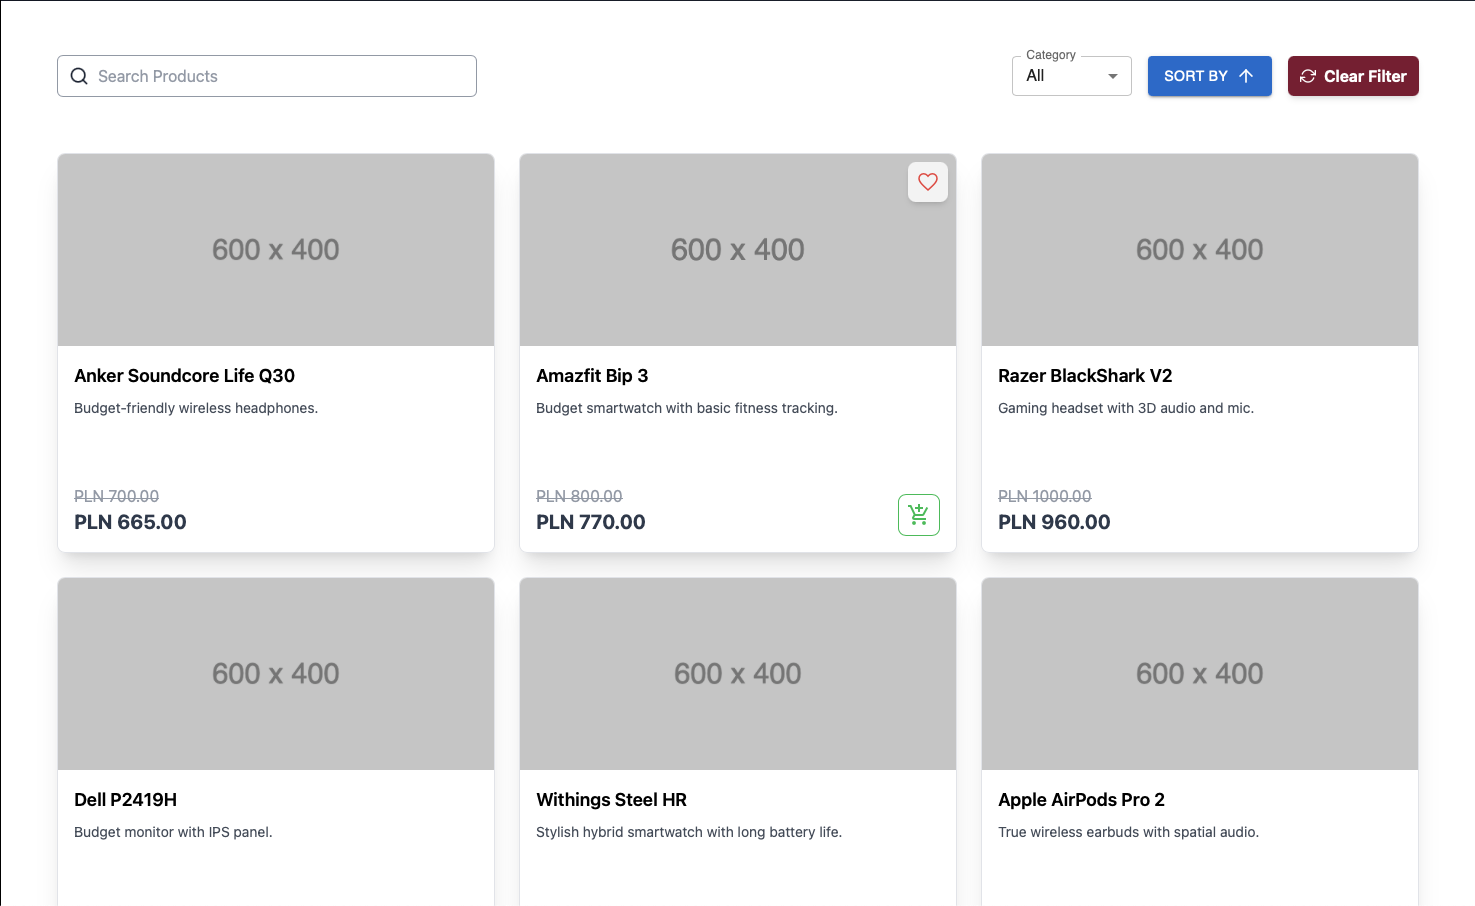 Search Products
Category
All
SORT BY
Clear Filter
600 x 400
600 x 400
600 x 400
Anker Soundcore Life Q30
Budget-friendly wireless headphones.
PLN 700.00
PLN 665.00
Amazfit Bip 3
Budget smartwatch with basic fitness tracking.
PLN 800.00
PLN 770.00
Razer BlackShark V2
Gaming headset with 3D audio and mic.
PLN 1000.00
PLN 960.00
600 x 400
600 x 400
600 x 400
Dell P2419H
Budget monitor with IPS panel.
Withings Steel HR
Stylish hybrid smartwatch with long battery life.
Apple AirPods Pro 2
True wireless earbuds with spatial audio.